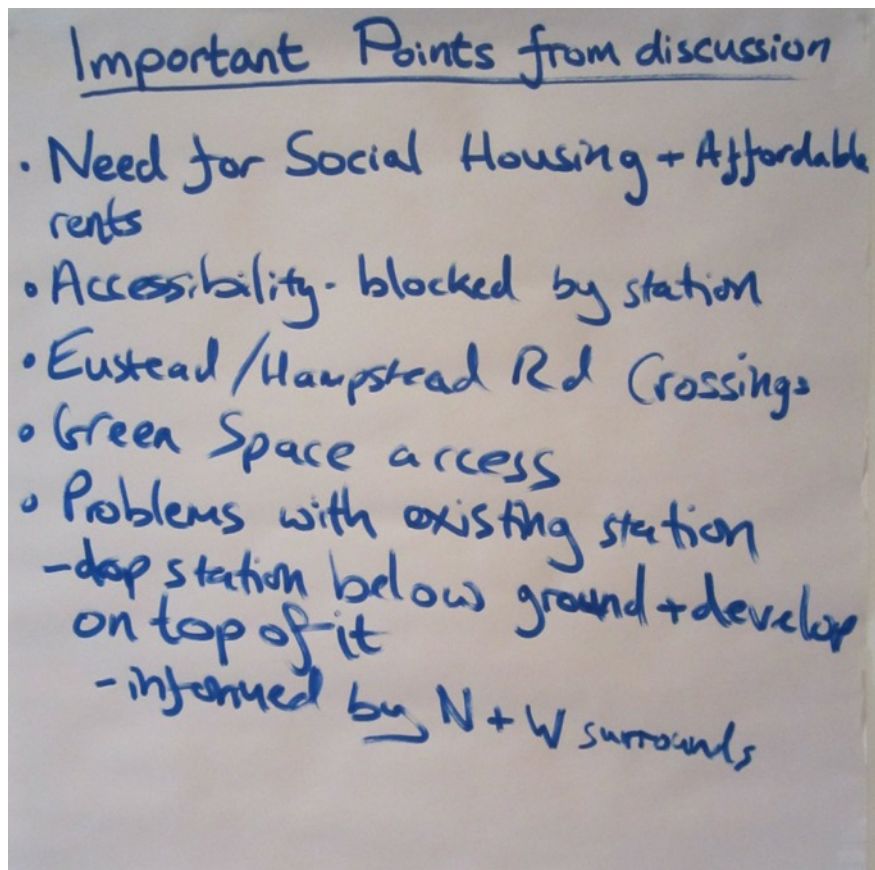 Important Points from discussion
· Need for Social Housing + Affordable
rents
• Accessibility - blocked by station
• Eustead / Hampstead Rd Crossings
• Green Space access
• Problems with existing station
- drop station below ground + develop
on top of it
- informed by N + W surrounds